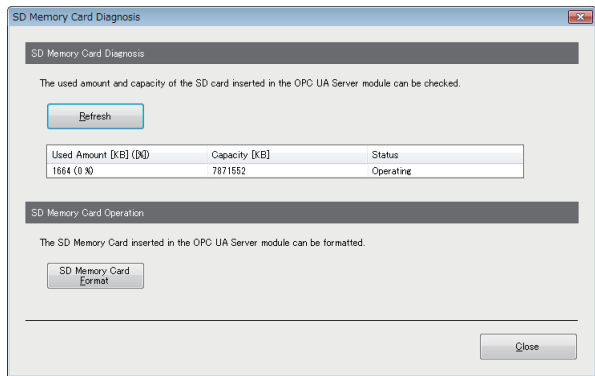 SD Memory Card Diagnosis
SD Memory Card Diagnosis
The used amount and capacity of the SD card inserted in the OPC UA Server module can be checked.
Refresh
Used Amount [KB] ([%]) Capacity [KB] Status
1664 (0 %) 7871552 Operating
SD Memory Card Operation
The SD Memory Card inserted in the OPC UA Server module can be formatted.
SD Memory Card
Format
Close